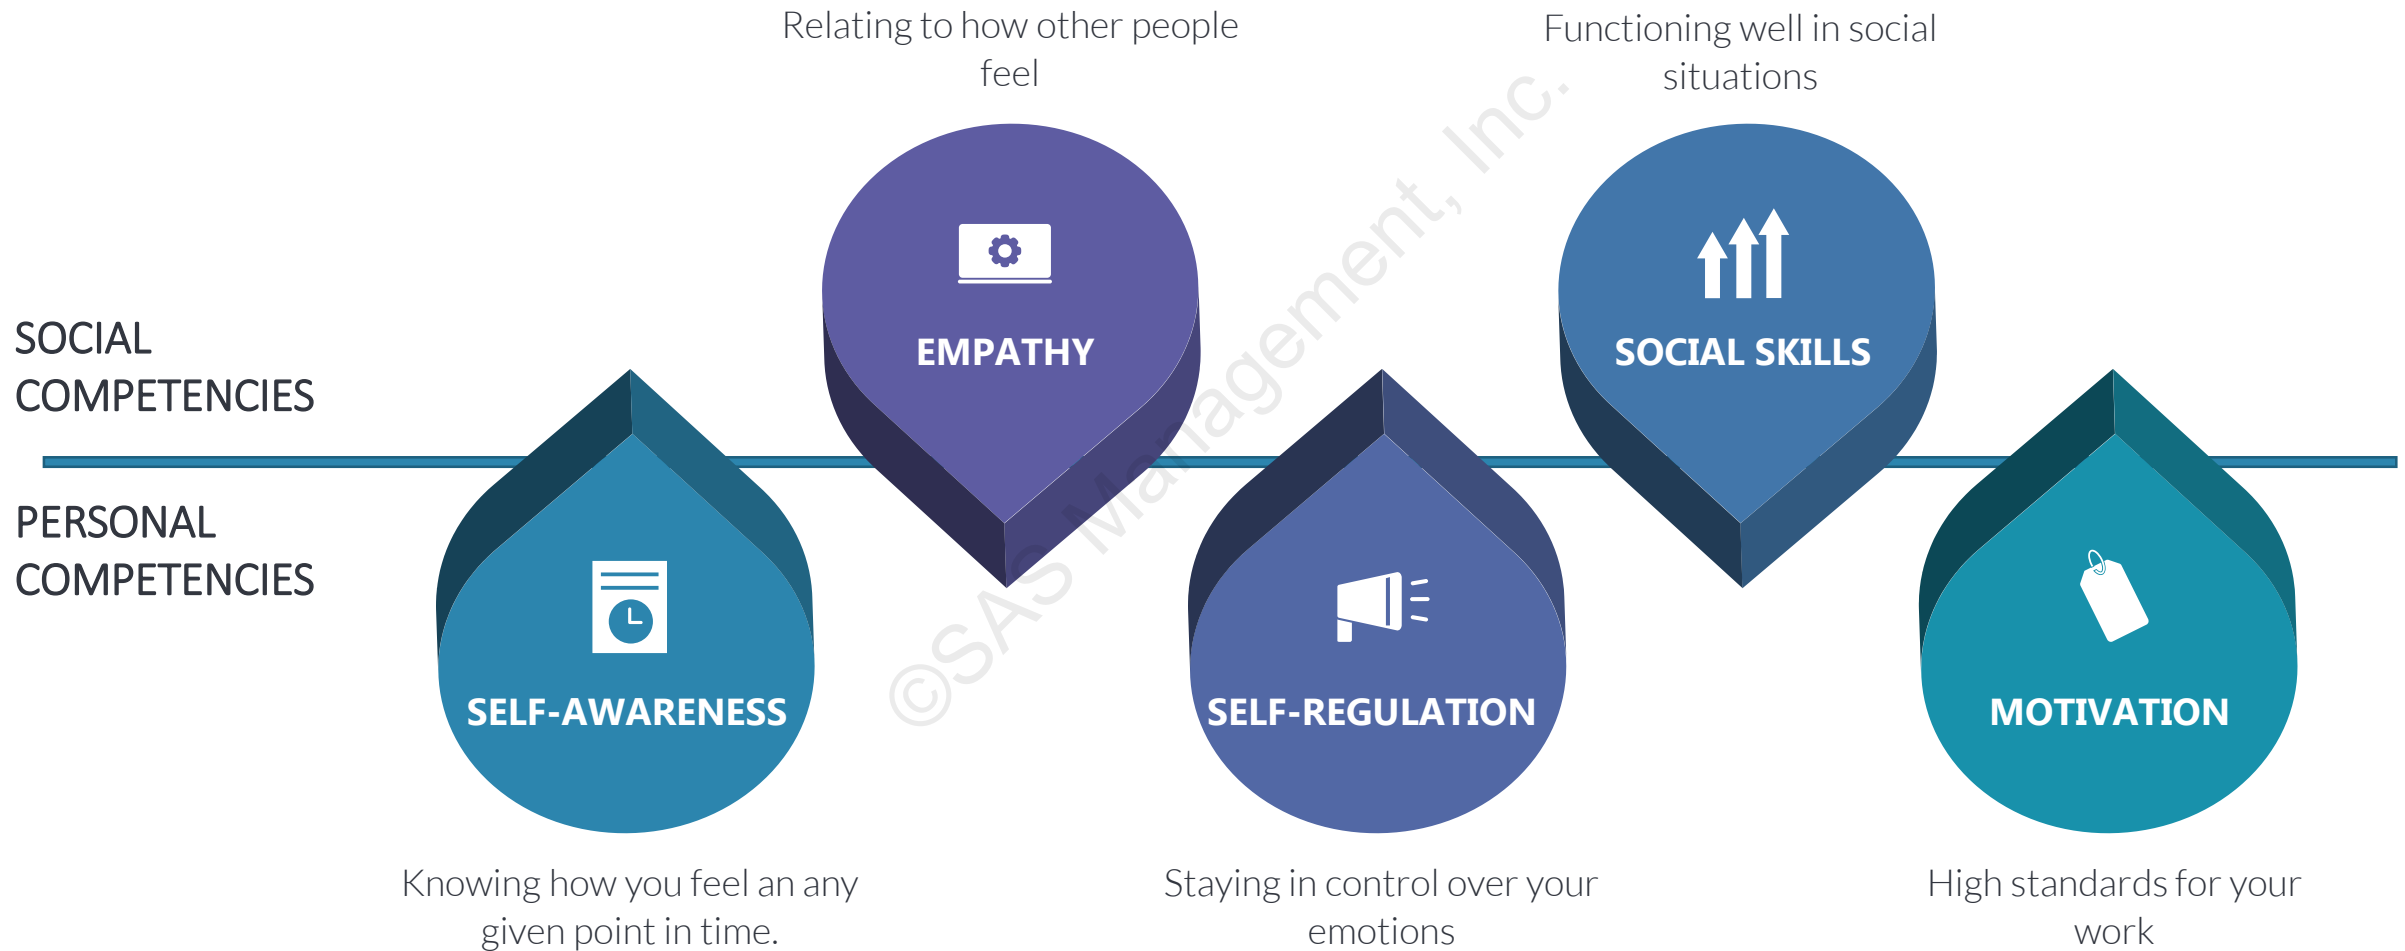 Relating to how other people
feel
Functioning well in social
situations
EMPATHY
SOCIAL SKILLS
SOCIAL
COMPETENCIES
PERSONAL
COMPETENCIES
SELF-AWARENESS
SELF-REGULATION
MOTIVATION
Knowing how you feel an any
given point in time.
Staying in control over your
emotions
High standards for your
work
©SAS Management, Inc.